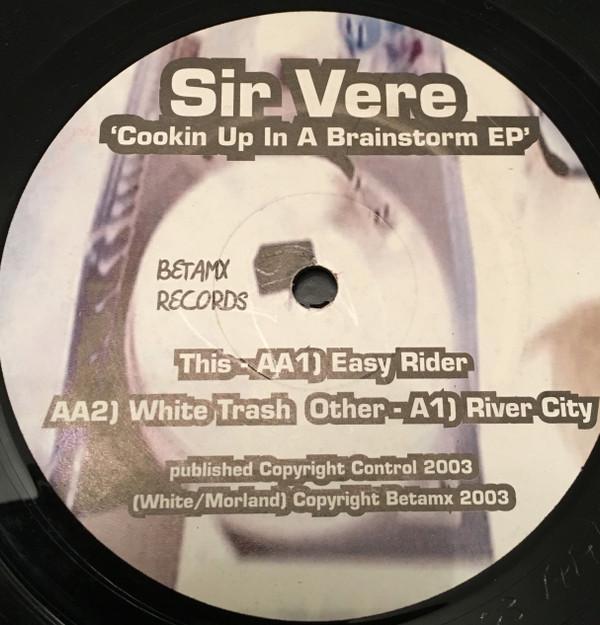 Sir Vere
'Cookin Up In A Brainstorm EP'
BETAMX
RECORDS
This - AA1) Easy Rider
AA2) White Trash Other - A1) River City
published Copyright Control 2003
(White/Morland) Copyright Betamx 2003